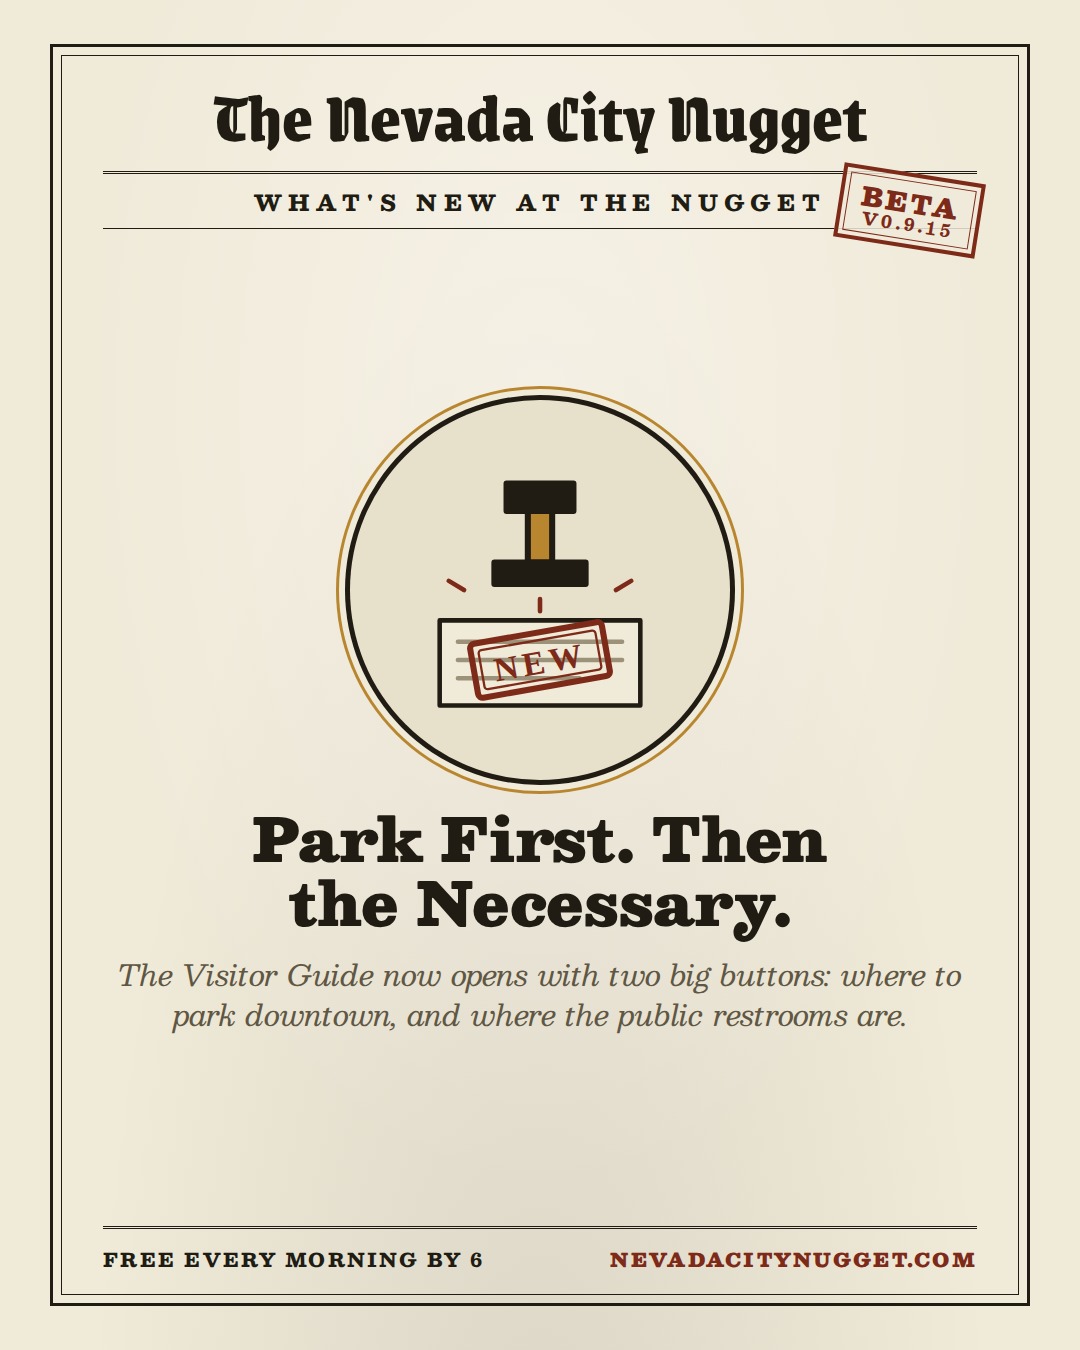 The Nevada City Nugget
WHAT'S NEW AT THE NUGGET
BETA
V0.9.15
NEW
Park First. Then
the Necessary.
The Visitor Guide now opens with two big buttons: where to
park downtown, and where the public restrooms are.
FREE EVERY MORNING BY 6
NEVADACITYNUGGET.COM